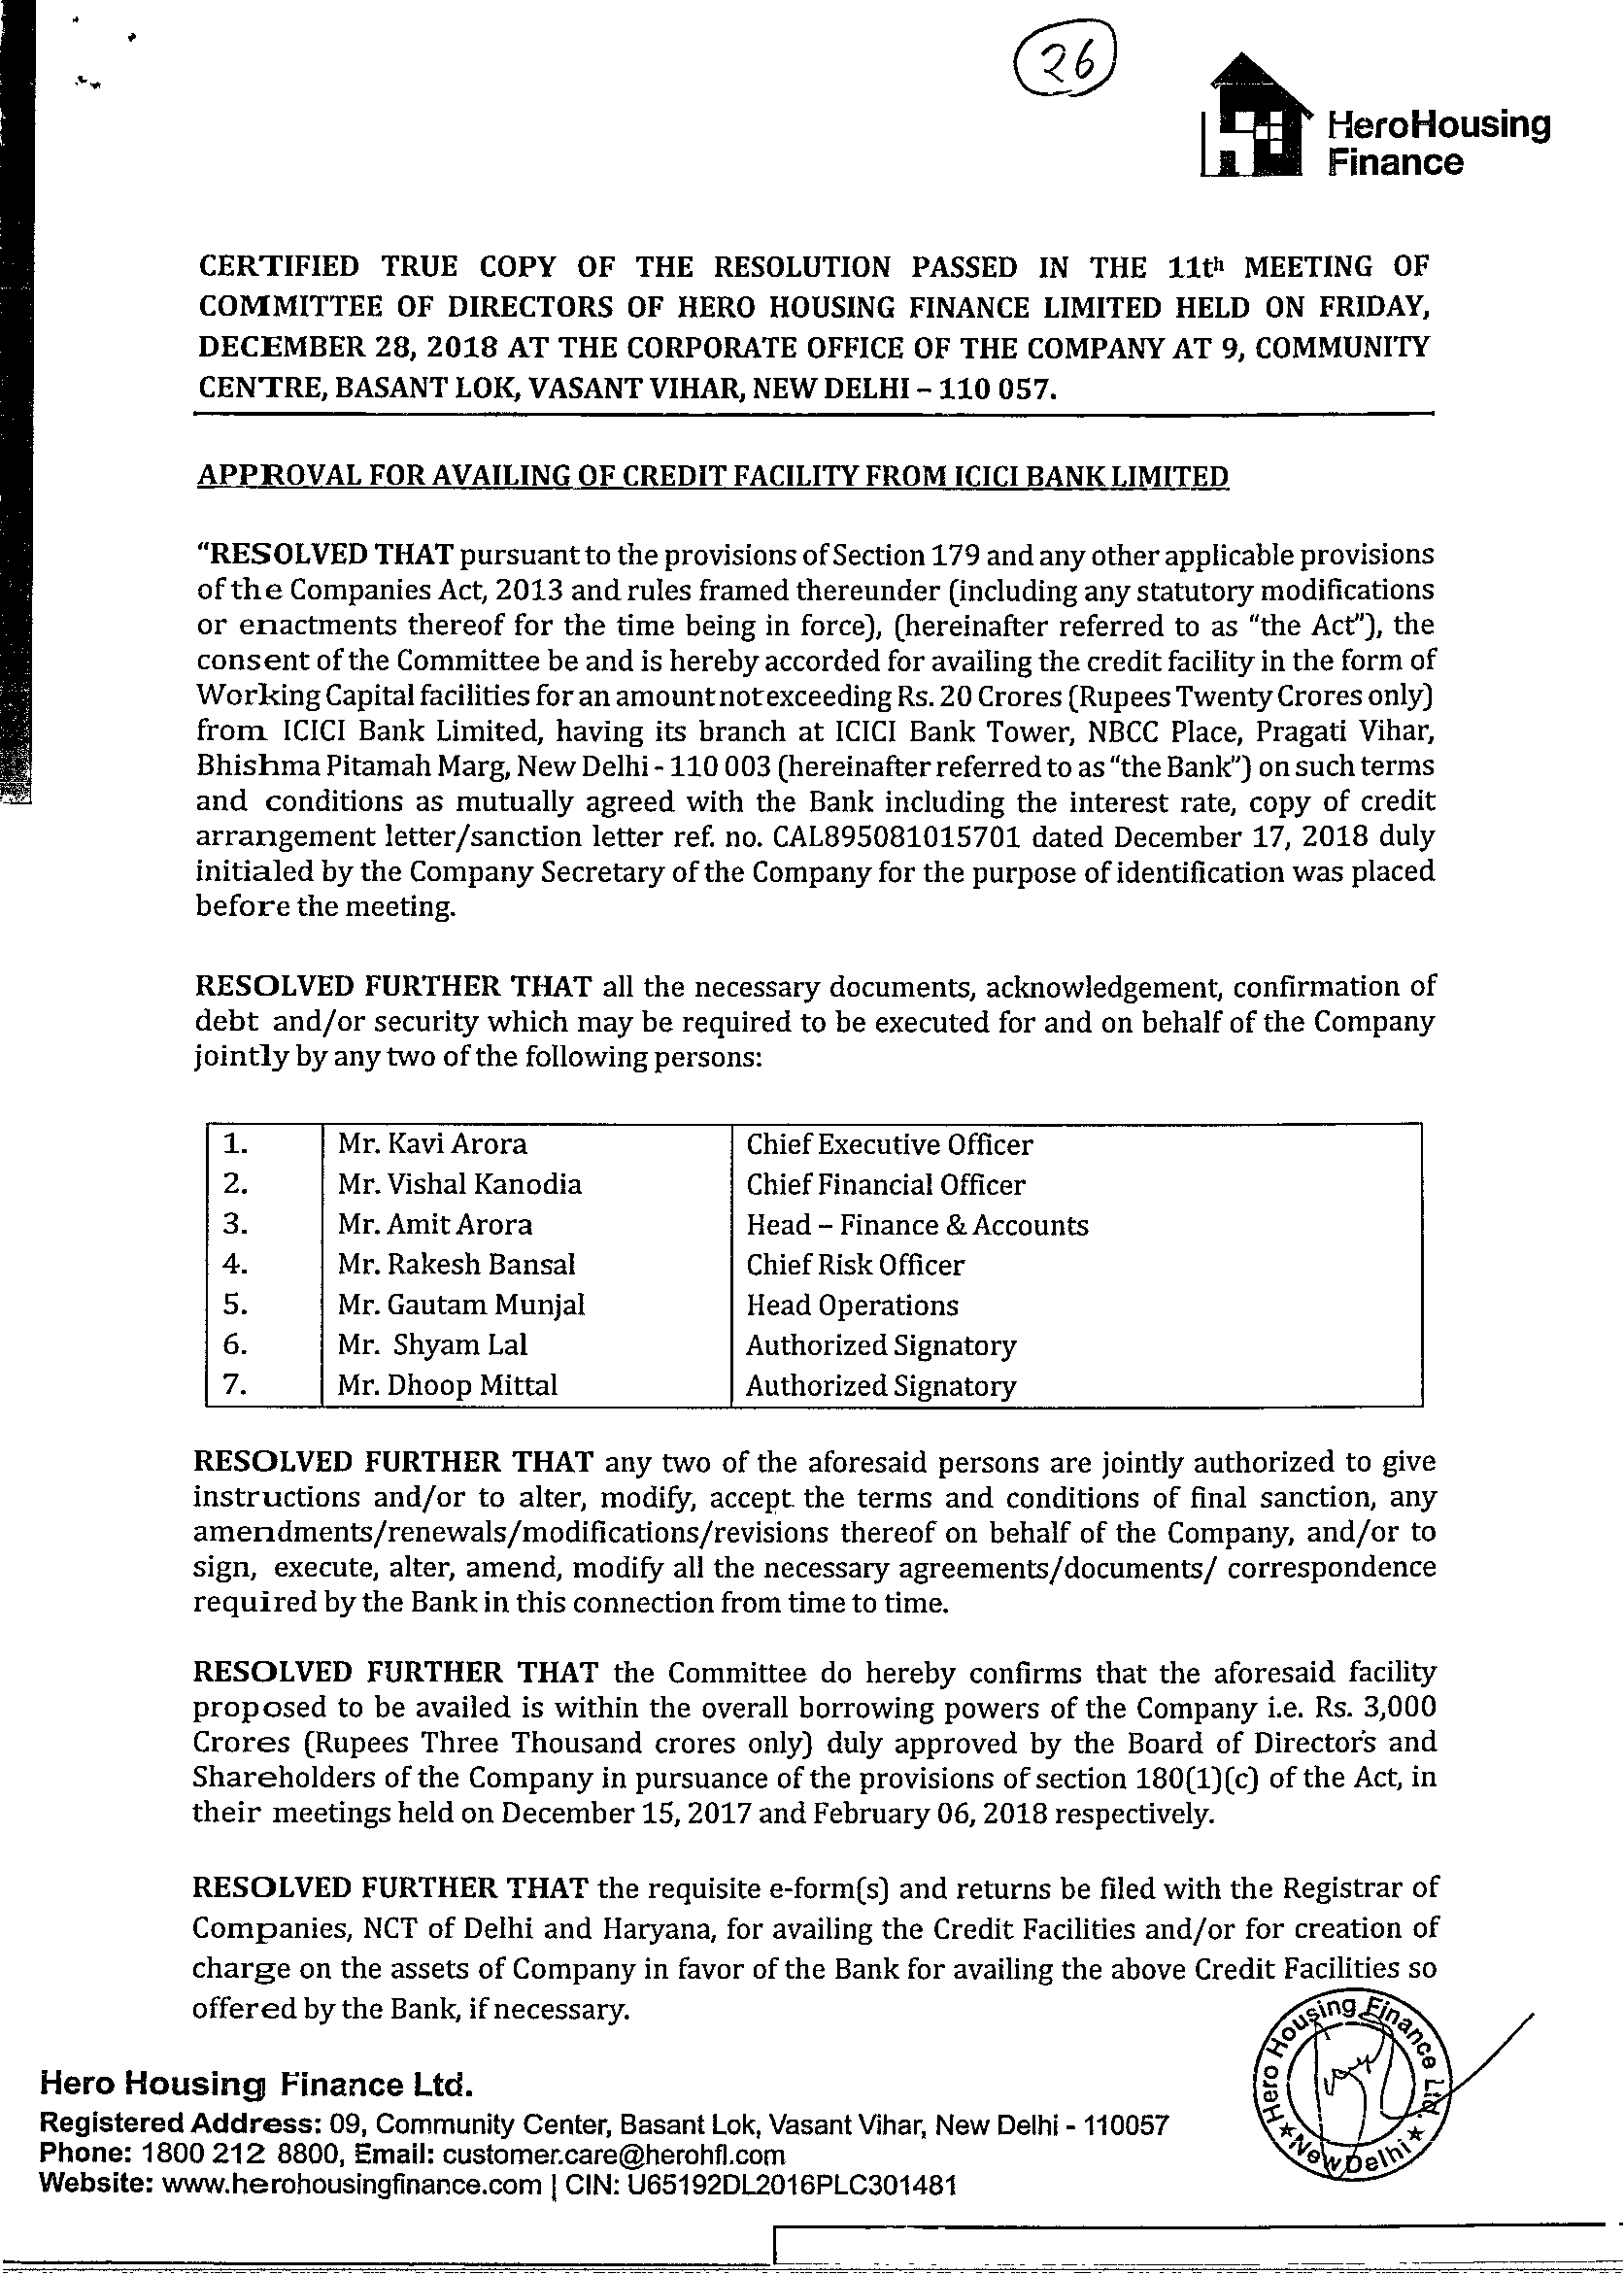 26
HeroHousing
Finance
CERTIFIED TRUE COPY OF THE RESOLUTION PASSED IN THE 11th MEETING OF
COMMITTEE OF DIRECTORS OF HERO HOUSING FINANCE LIMITED HELD ON FRIDAY,
DECEMBER 28, 2018 AT THE CORPORATE OFFICE OF THE COMPANY AT 9, COMMUNITY
CENTRE, BASANT LOK, VASANT VIHAR, NEW DELHI – 110 057.
APPROVAL FOR AVAILING OF CREDIT FACILITY FROM ICICI BANK LIMITED
"RESOLVED THAT pursuant to the provisions of Section 179 and any other applicable provisions
of the Companies Act, 2013 and rules framed thereunder (including any statutory modifications
or enactments thereof for the time being in force), (hereinafter referred to as "the Act"), the
consent of the Committee be and is hereby accorded for availing the credit facility in the form of
Working Capital facilities for an amount not exceeding Rs. 20 Crores (Rupees Twenty Crores only)
from ICICI Bank Limited, having its branch at ICICI Bank Tower, NBCC Place, Pragati Vihar,
Bhishma Pitamah Marg, New Delhi - 110 003 (hereinafter referred to as "the Bank") on such terms
and conditions as mutually agreed with the Bank including the interest rate, copy of credit
arrangement letter/sanction letter ref. no. CAL895081015701 dated December 17, 2018 duly
initialed by the Company Secretary of the Company for the purpose of identification was placed
before the meeting.
RESOLVED FURTHER THAT all the necessary documents, acknowledgement, confirmation of
debt and/or security which may be required to be executed for and on behalf of the Company
jointly by any two of the following persons:
1. Mr. Kavi Arora Chief Executive Officer
2. Mr. Vishal Kanodia Chief Financial Officer
3. Mr. Amit Arora Head – Finance & Accounts
4. Mr. Rakesh Bansal Chief Risk Officer
5. Mr. Gautam Munjal Head Operations
6. Mr. Shyam Lal Authorized Signatory
7. Mr. Dhoop Mittal Authorized Signatory
RESOLVED FURTHER THAT any two of the aforesaid persons are jointly authorized to give
instructions and/or to alter, modify, accept the terms and conditions of final sanction, any
amendments/renewals/modifications/revisions thereof on behalf of the Company, and/or to
sign, execute, alter, amend, modify all the necessary agreements/documents/ correspondence
required by the Bank in this connection from time to time.
RESOLVED FURTHER THAT the Committee do hereby confirms that the aforesaid facility
proposed to be availed is within the overall borrowing powers of the Company i.e. Rs. 3,000
Crores (Rupees Three Thousand crores only) duly approved by the Board of Directors and
Shareholders of the Company in pursuance of the provisions of section 180(1)(c) of the Act, in
their meetings held on December 15, 2017 and February 06, 2018 respectively.
RESOLVED FURTHER THAT the requisite e-form(s) and returns be filed with the Registrar of
Companies, NCT of Delhi and Haryana, for availing the Credit Facilities and/or for creation of
charge on the assets of Company in favor of the Bank for availing the above Credit Facilities so
offered by the Bank, if necessary.
Hero Housing Finance Ltd.
★New Delhi★
Hero Housing Finance Ltd.
Registered Address: 09, Community Center, Basant Lok, Vasant Vihar, New Delhi - 110057
Phone: 1800 212 8800, Email: customer.care@herohfl.com
Website: www.herohousingfinance.com | CIN: U65192DL2016PLC301481